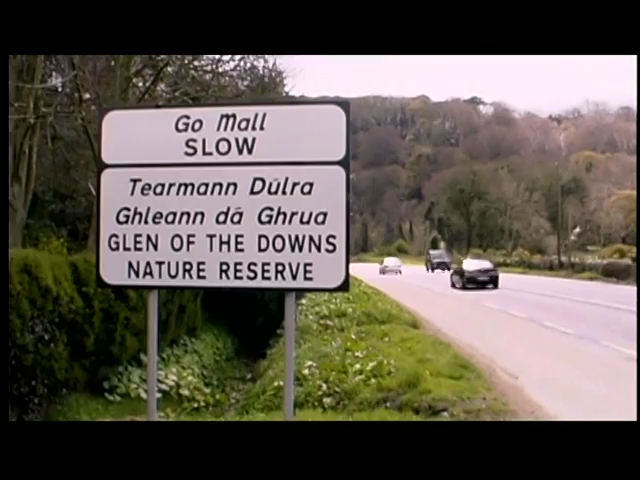 Go Mall
SLOW
Tearmann Dúlra
Ghleann dá Ghrua
GLEN OF THE DOWNS
NATURE RESERVE